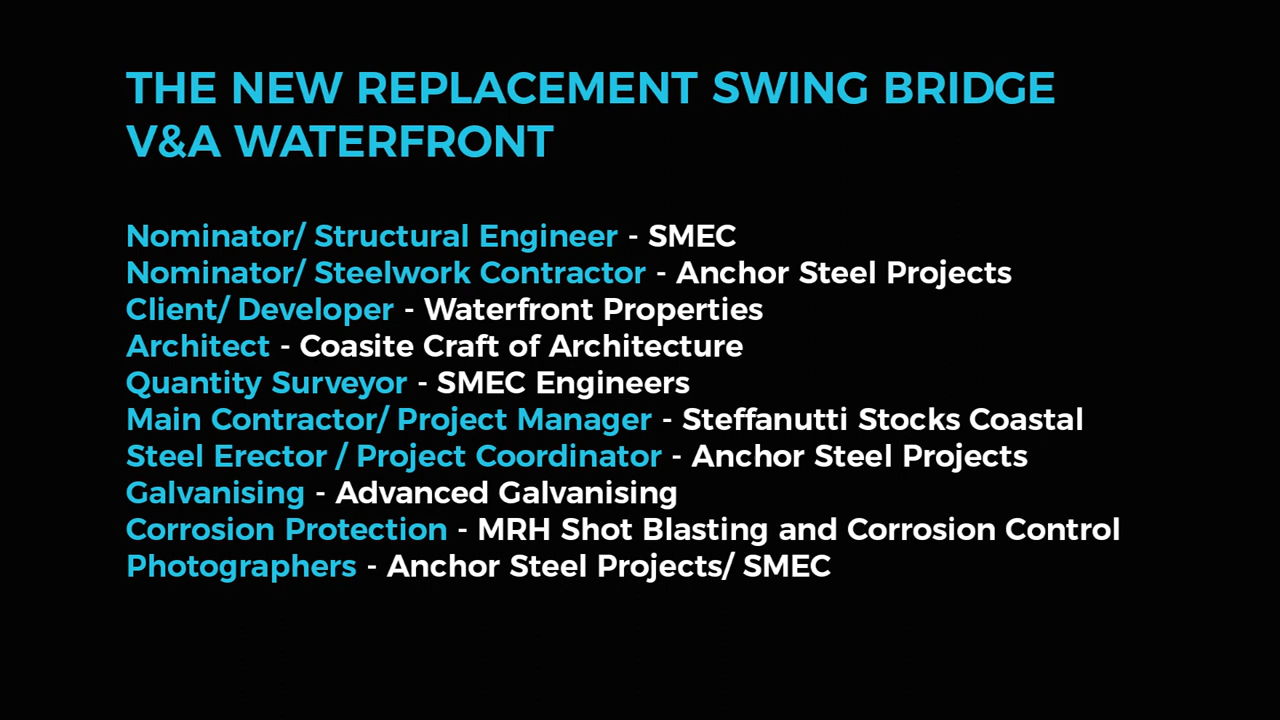 THE NEW REPLACEMENT SWING BRIDGE
V&A WATERFRONT
Nominator/ Structural Engineer - SMEC
Nominator/ Steelwork Contractor - Anchor Steel Projects
Client/ Developer - Waterfront Properties
Architect - Coasite Craft of Architecture
Quantity Surveyor - SMEC Engineers
Main Contractor/ Project Manager - Steffanutti Stocks Coastal
Steel Erector / Project Coordinator - Anchor Steel Projects
Galvanising - Advanced Galvanising
Corrosion Protection - MRH Shot Blasting and Corrosion Control
Photographers - Anchor Steel Projects/ SMEC